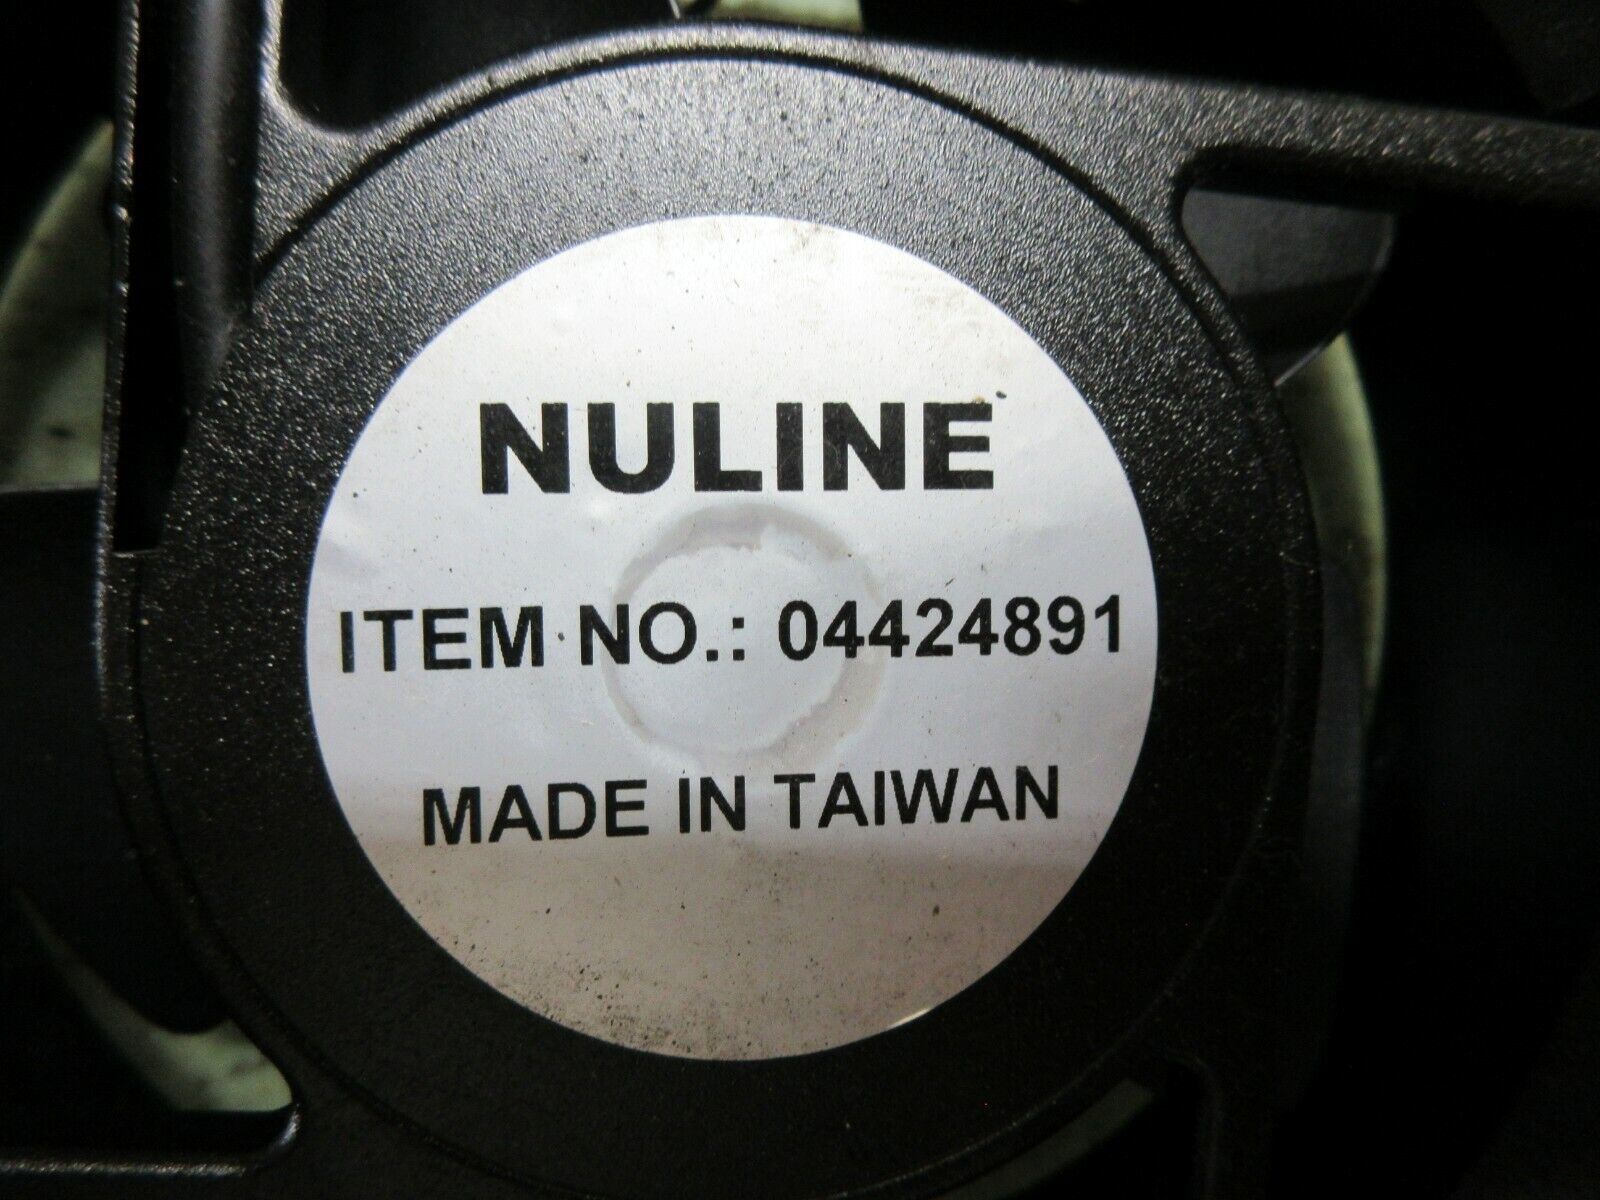 NULINE
ITEM NO.: 04424891
MADE IN TAIWAN